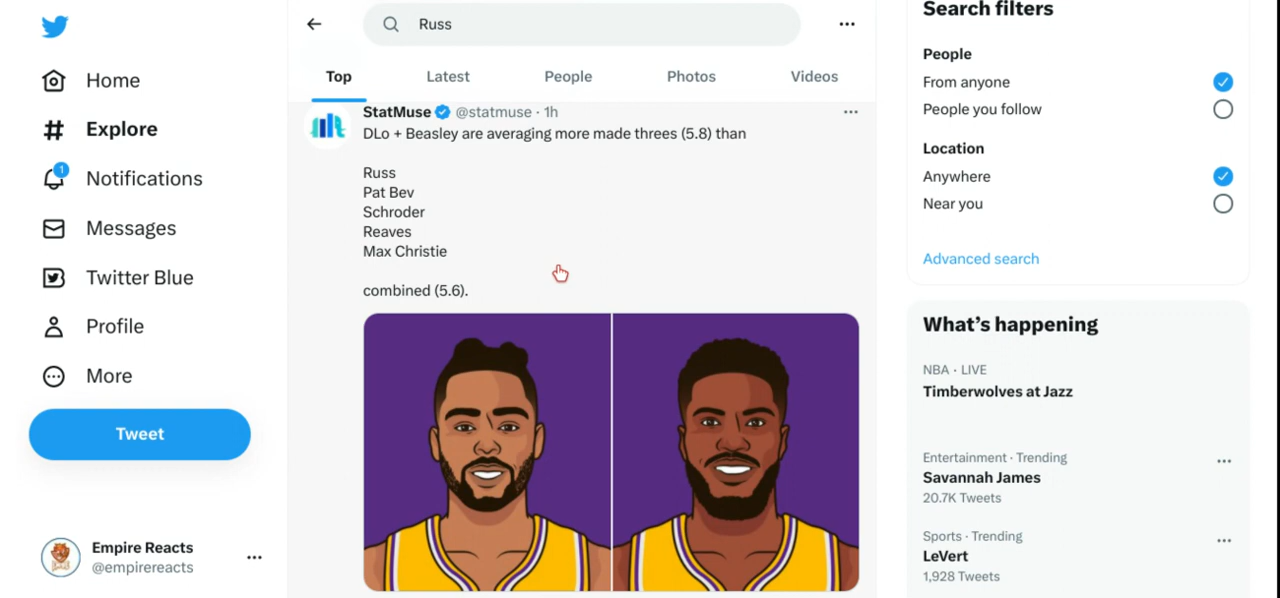 Home
Explore
1
Notifications
Messages
Twitter Blue
Profile
More
Tweet
Empire Reacts
@empirereacts
Russ
Top Latest People Photos Videos
StatMuse @statmuse · 1h
DLo + Beasley are averaging more made threes (5.8) than
Russ
Pat Bev
Schroder
Reaves
Max Christie
combined (5.6).
Search filters
People
From anyone
People you follow
Location
Anywhere
Near you
Advanced search
What's happening
NBA · LIVE
Timberwolves at Jazz
Entertainment · Trending
Savannah James
20.7K Tweets
Sports · Trending
LeVert
1,928 Tweets